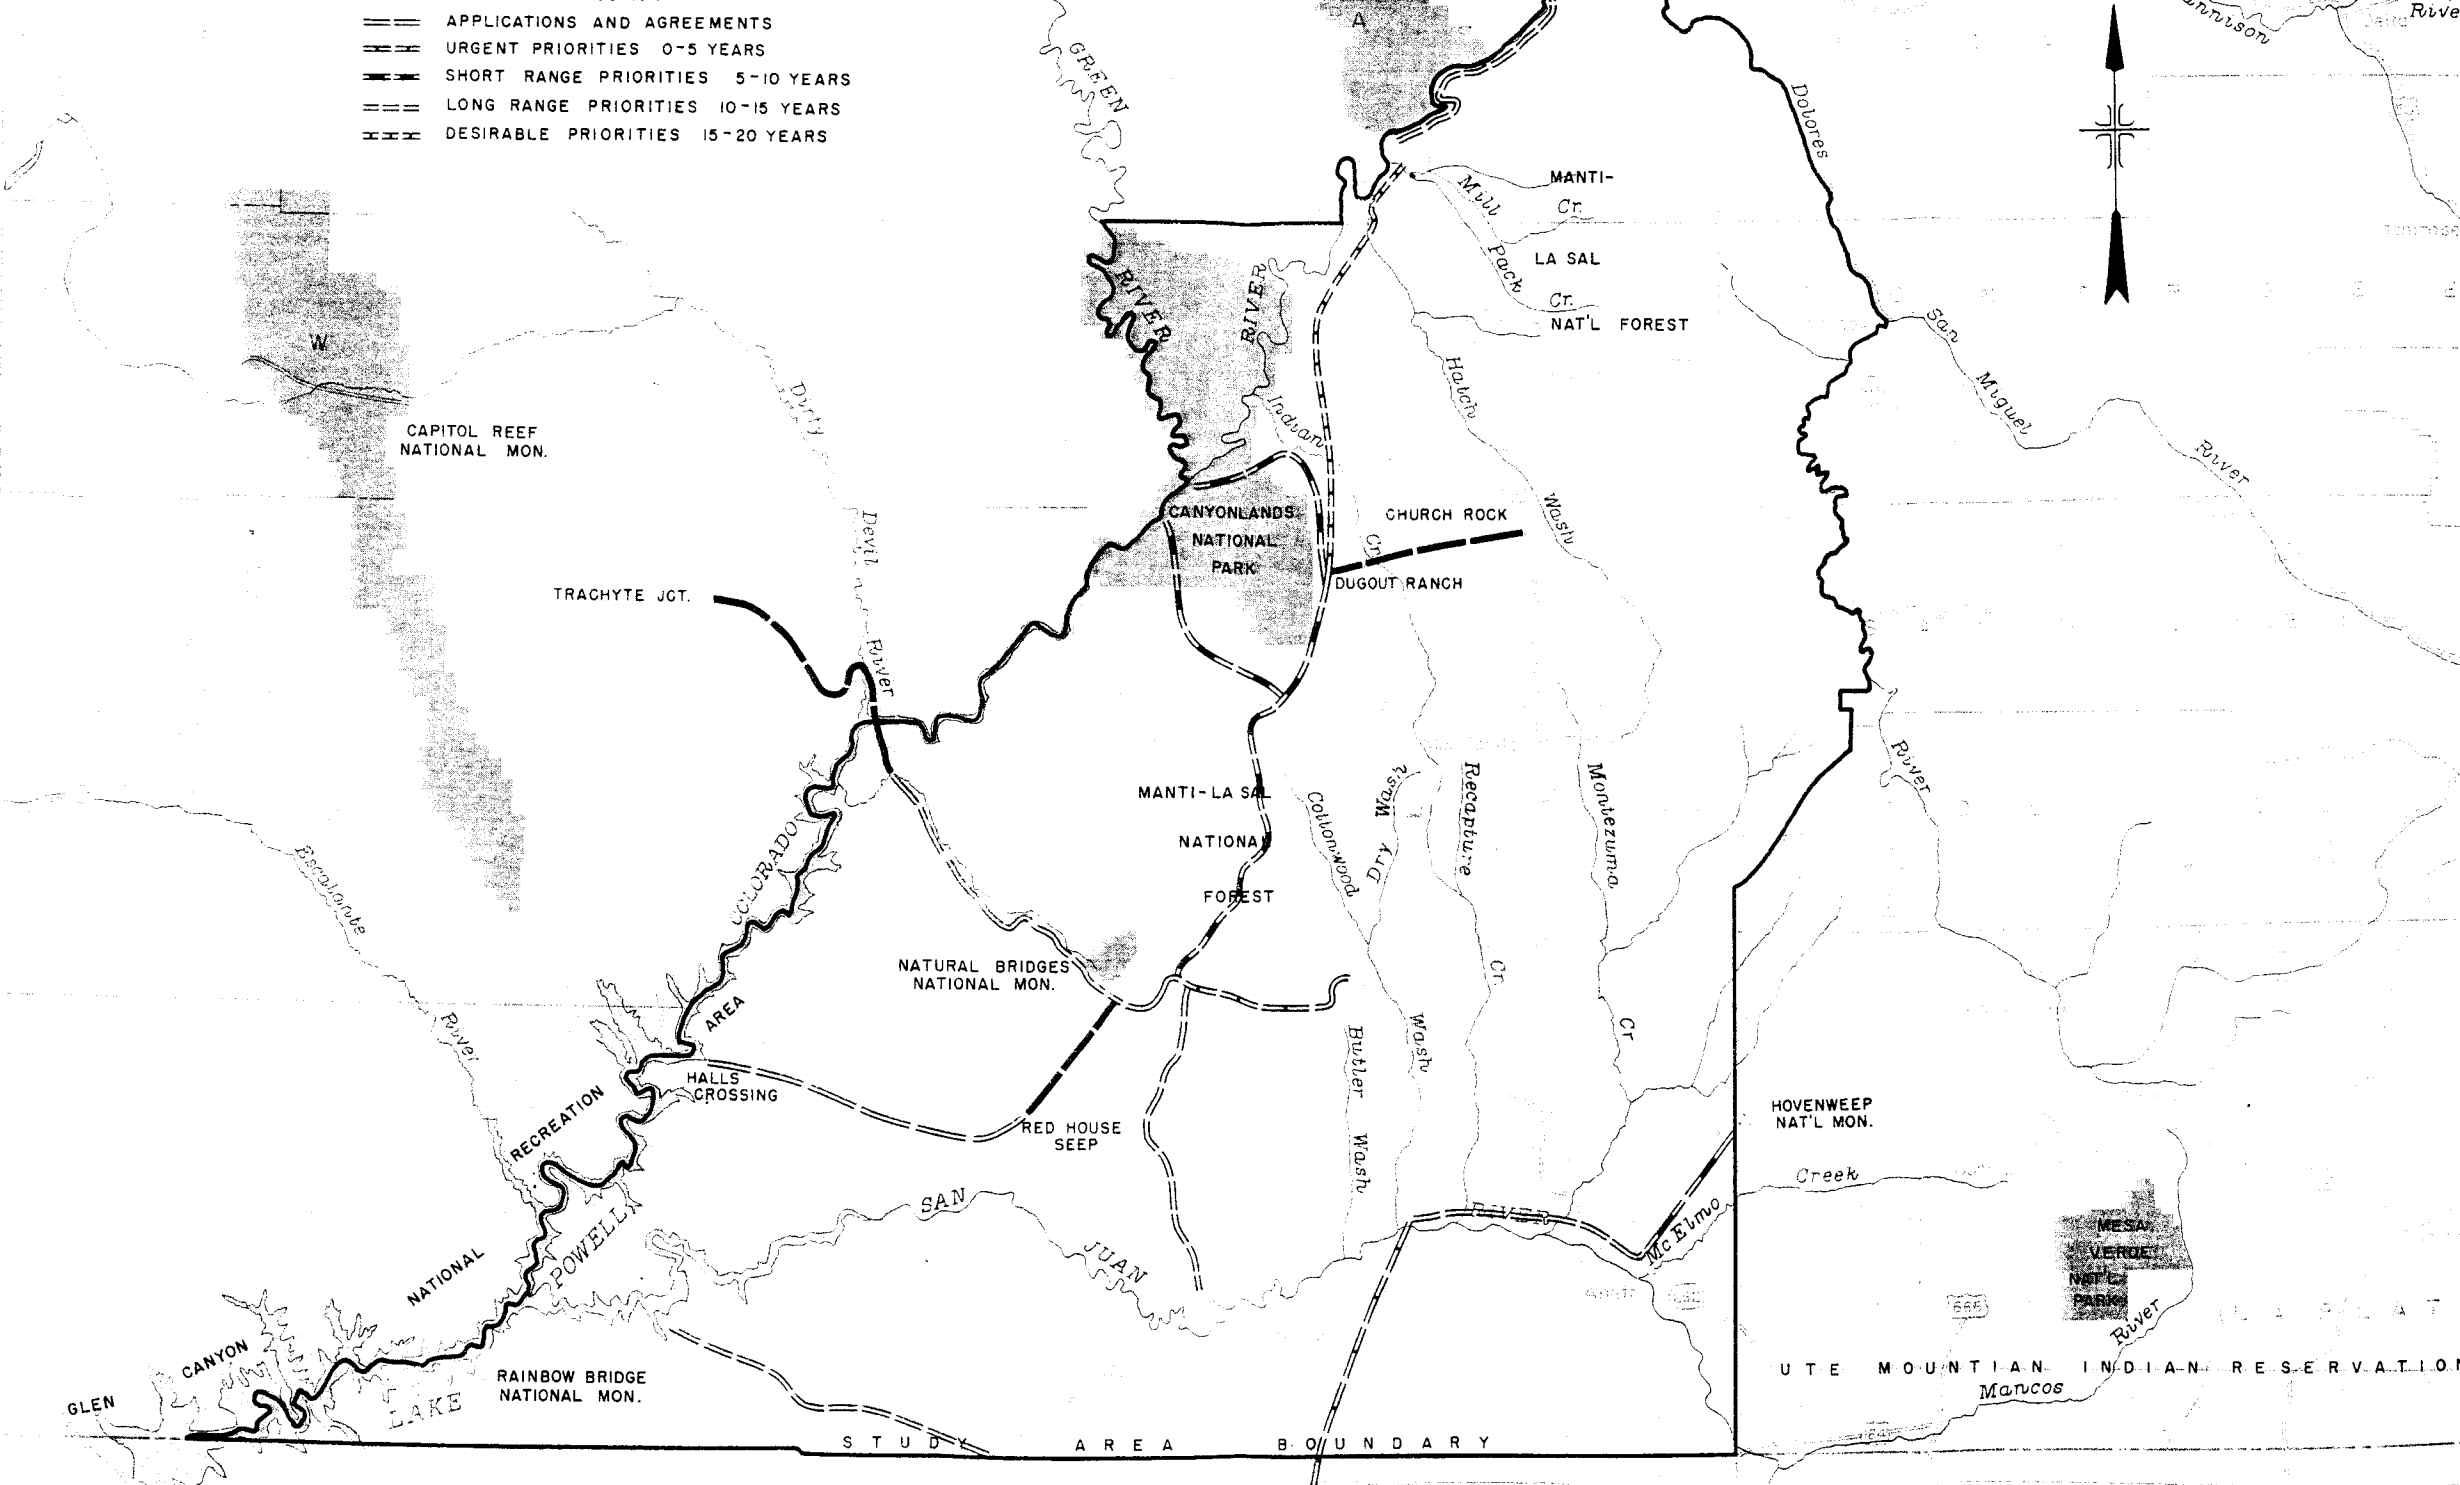 APPLICATIONS AND AGREEMENTS
URGENT PRIORITIES 0-5 YEARS
SHORT RANGE PRIORITIES 5-10 YEARS
LONG RANGE PRIORITIES 10-15 YEARS
DESIRABLE PRIORITIES 15-20 YEARS
GREEN
RIVER
A
RIVER
Dolores
River
MANTI-
LA SAL
NAT'L FOREST
Mill
Cr.
Pack
Cr.
Hatch
Wash
Indian
Cr.
San
Miguel
River
W
CAPITOL REEF
NATIONAL MON.
Dirty
Devil
River
CANYONLANDS
NATIONAL
PARK
CHURCH ROCK
DUGOUT RANCH
TRACHYTE JCT.
MANTI-LA SAL
NATIONAL
FOREST
Cottonwood
Wash
Dry Wash
Recapture
Cr.
Montezuma
Cr
River
COLORADO
Escalante
River
NATURAL BRIDGES
NATIONAL MON.
Butler
Wash
HALLS
CROSSING
RED HOUSE
SEEP
HOVENWEEP
NAT'L MON.
McElmo
Creek
SAN
JUAN
RIVER
GLEN
CANYON
NATIONAL
RECREATION
AREA
LAKE
POWELL
RAINBOW BRIDGE
NATIONAL MON.
MESA
VERDE
NAT'L
PARK
River
666
UTE MOUNTIAN INDIAN RESERVATION
Mancos
STUDY AREA BOUNDARY